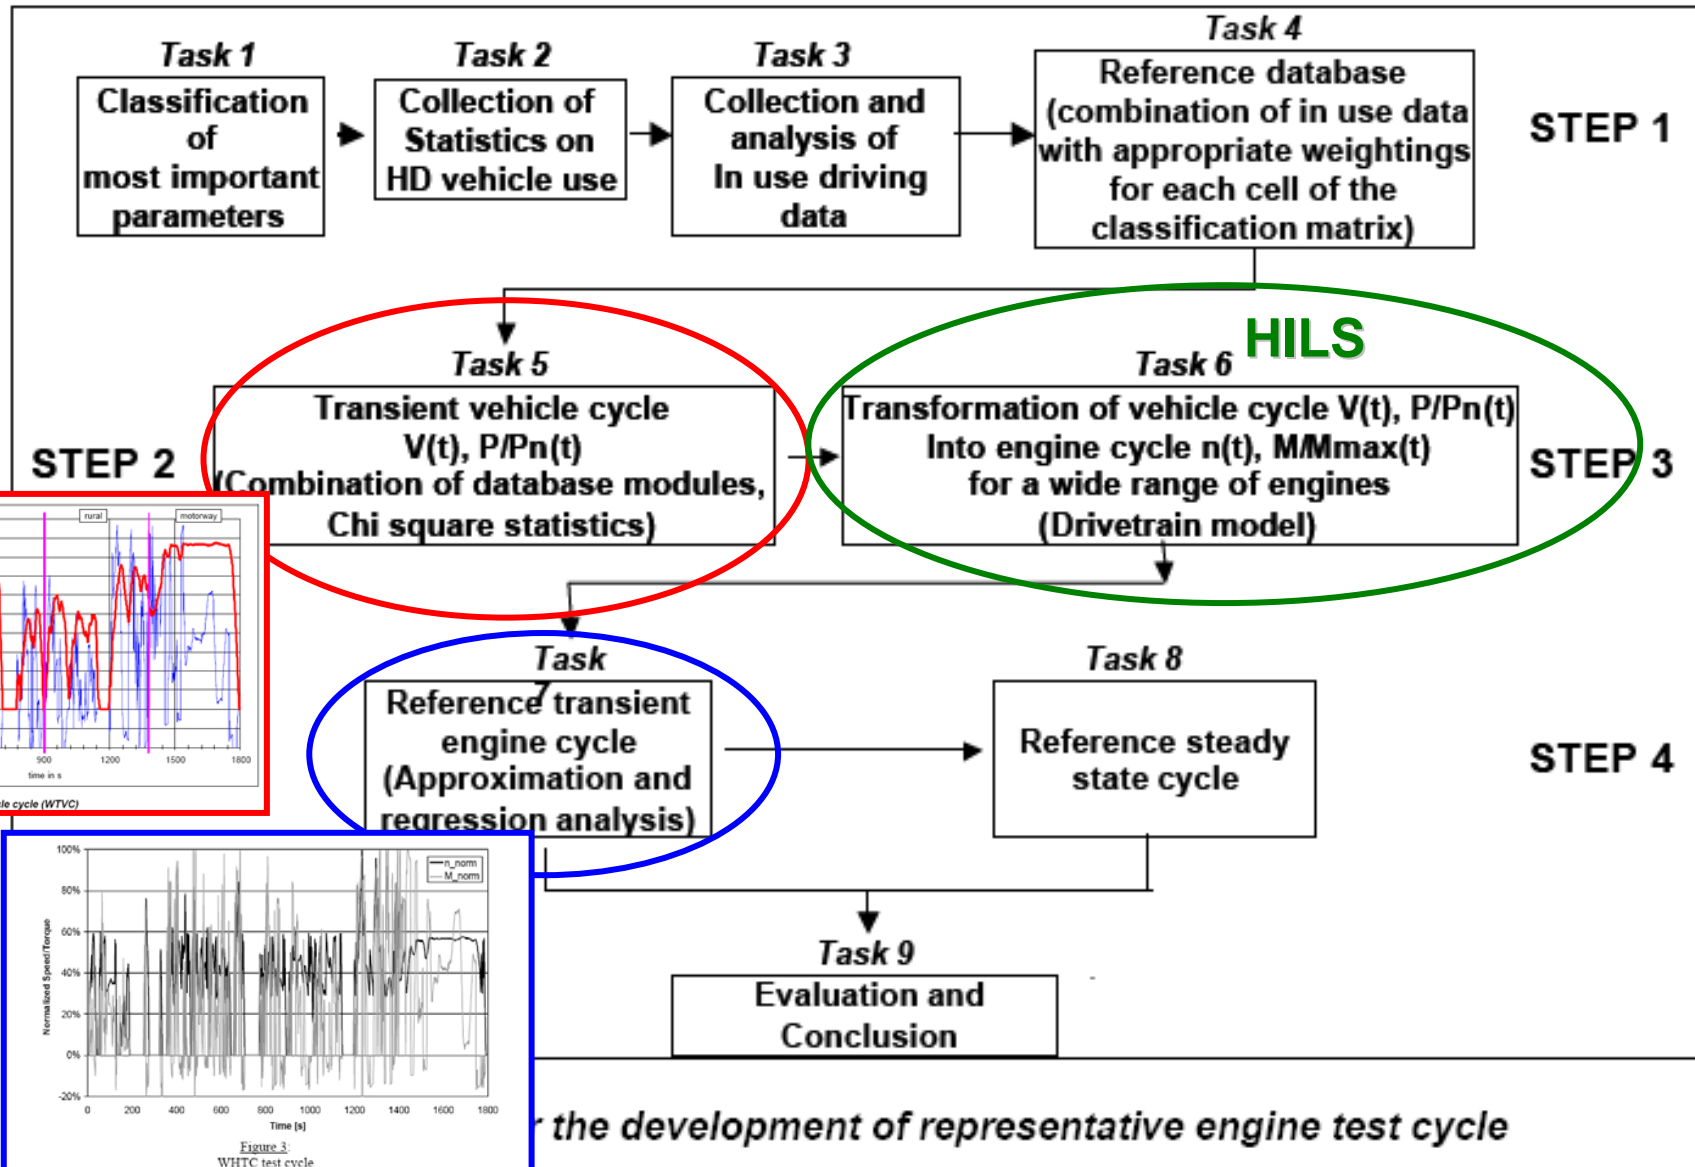 Task 1
Classification
of
most important
parameters
Task 2
Collection of
Statistics on
HD vehicle use
Task 3
Collection and
analysis of
In use driving
data
Task 4
Reference database
(combination of in use data
with appropriate weightings
for each cell of the
classification matrix)
STEP 1
STEP 2
Task 5
Transient vehicle cycle
V(t), P/Pn(t)
(Combination of database modules,
Chi square statistics)
HILS
Task 6
Transformation of vehicle cycle V(t), P/Pn(t)
Into engine cycle n(t), M/Mmax(t)
for a wide range of engines
(Drivetrain model)
STEP 3
rural
motorway
900 1200 1500 1800
time in s
cle cycle (WTVC)
Task
7
Reference transient
engine cycle
(Approximation and
regression analysis)
Task 8
Reference steady
state cycle
STEP 4
100%
80%
60%
40%
20%
0%
-20%
Normalized Speed/Torque
n_norm
M_norm
0 200 400 600 800 1000 1200 1400 1600 1800
Time [s]
Figure 3:
WHTC test cycle
Task 9
Evaluation and
Conclusion
r the development of representative engine test cycle